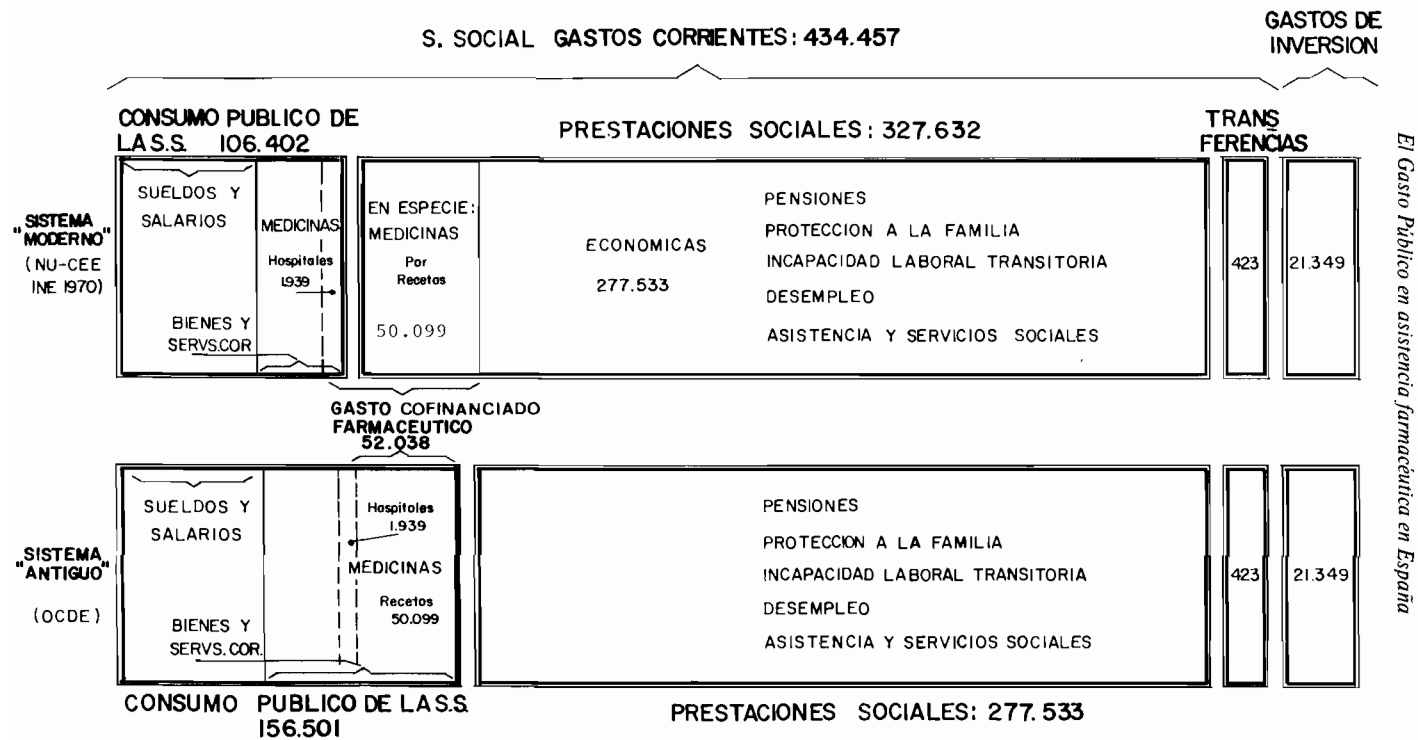 S. SOCIAL GASTOS CORRIENTES: 434.457
GASTOS DE
INVERSION
CONSUMO PUBLICO DE
LA S.S. 106.402
PRESTACIONES SOCIALES: 327.632
TRANS
FERENCIAS
SISTEMA
"MODERNO"
(NU-CEE
INE 1970)
SUELDOS Y
SALARIOS
BIENES Y
SERVS.COR
MEDICINAS
Hospitales
1.939
EN ESPECIE:
MEDICINAS
Por
Recetas
50.099
ECONOMICAS
277.533
PENSIONES
PROTECCION A LA FAMILIA
INCAPACIDAD LABORAL TRANSITORIA
DESEMPLEO
ASISTENCIA Y SERVICIOS SOCIALES
423
21.349
GASTO COFINANCIADO
FARMACEUTICO
52.038
SISTEMA
"ANTIGUO"
(OCDE)
SUELDOS Y
SALARIOS
BIENES Y
SERVS. COR.
Hospitales
1.939
MEDICINAS
Recetas
50.099
PENSIONES
PROTECCION A LA FAMILIA
INCAPACIDAD LABORAL TRANSITORIA
DESEMPLEO
ASISTENCIA Y SERVICIOS SOCIALES
423
21.349
CONSUMO PUBLICO DE LA S.S.
156.501
PRESTACIONES SOCIALES: 277.533
El Gasto Público en asistencia farmacéutica en España